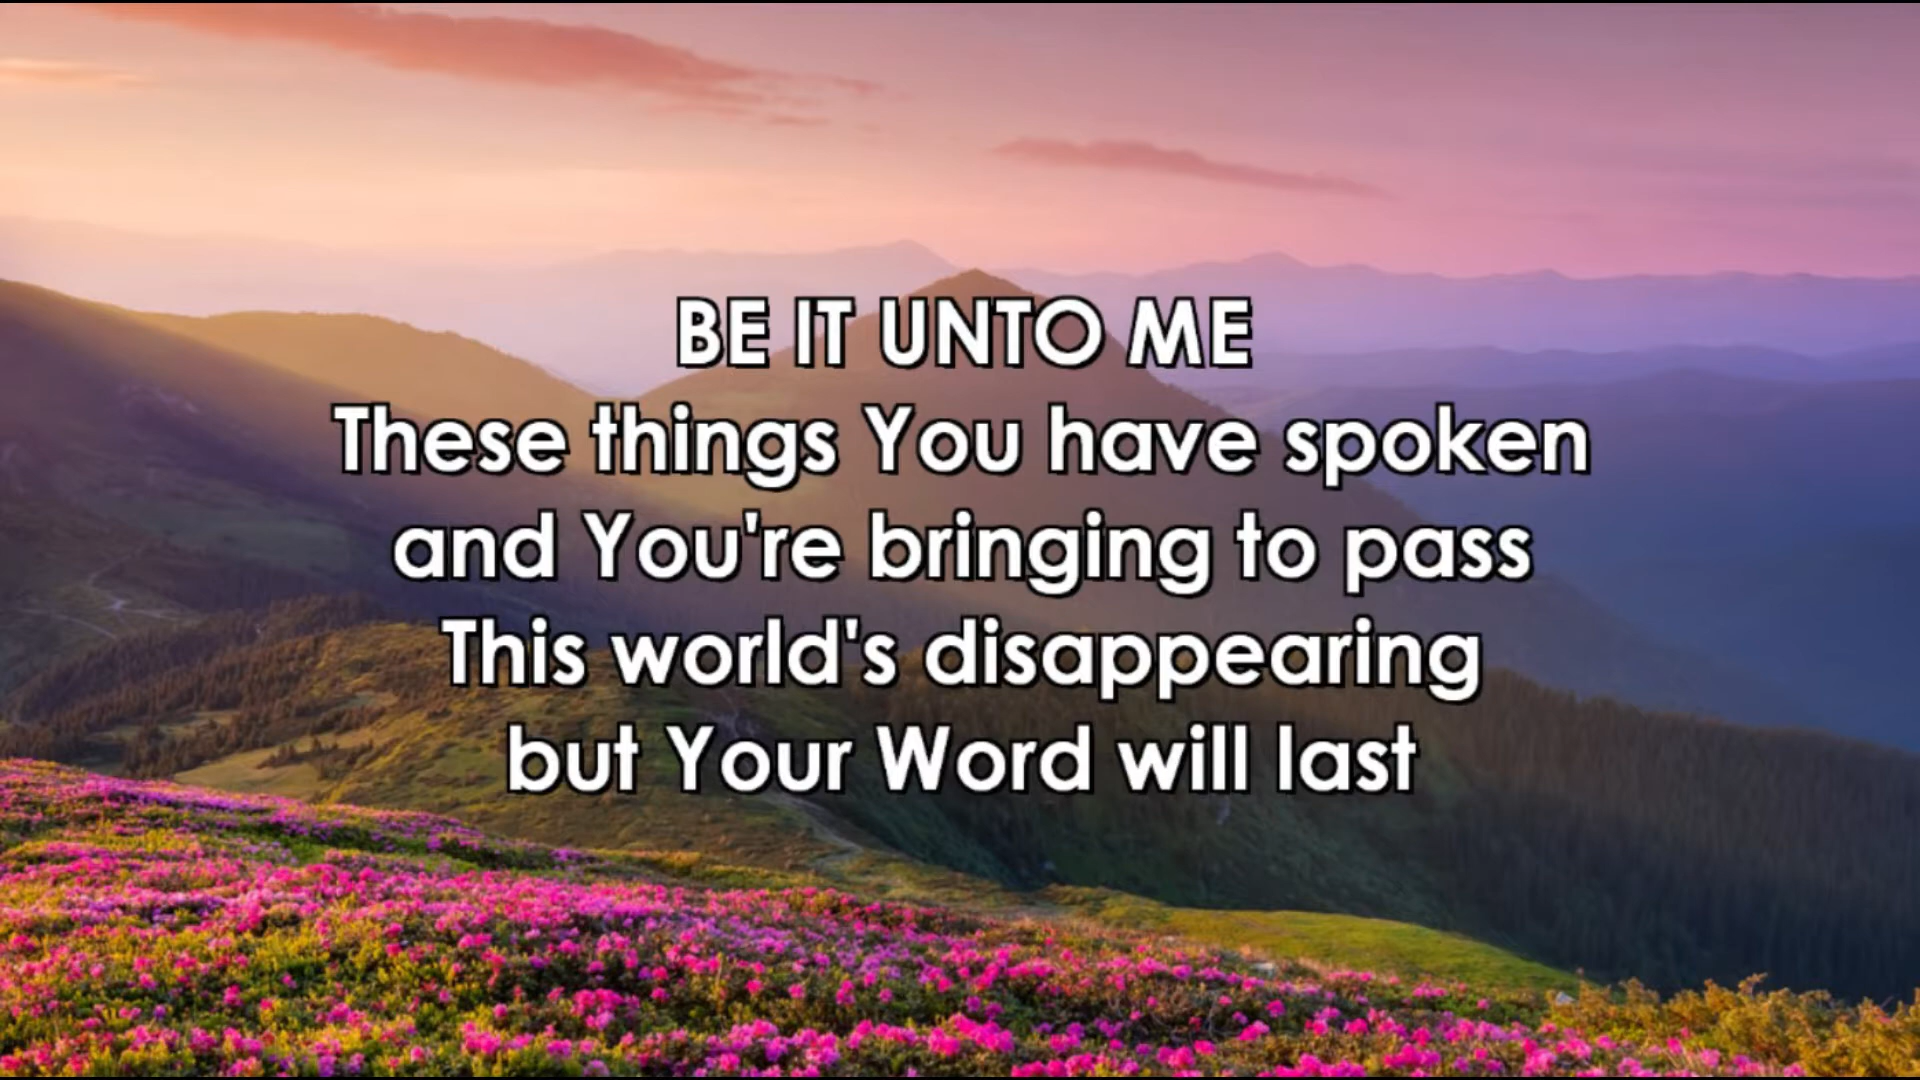 BE IT UNTO ME
These things You have spoken
and You're bringing to pass
This world's disappearing
but Your Word will last